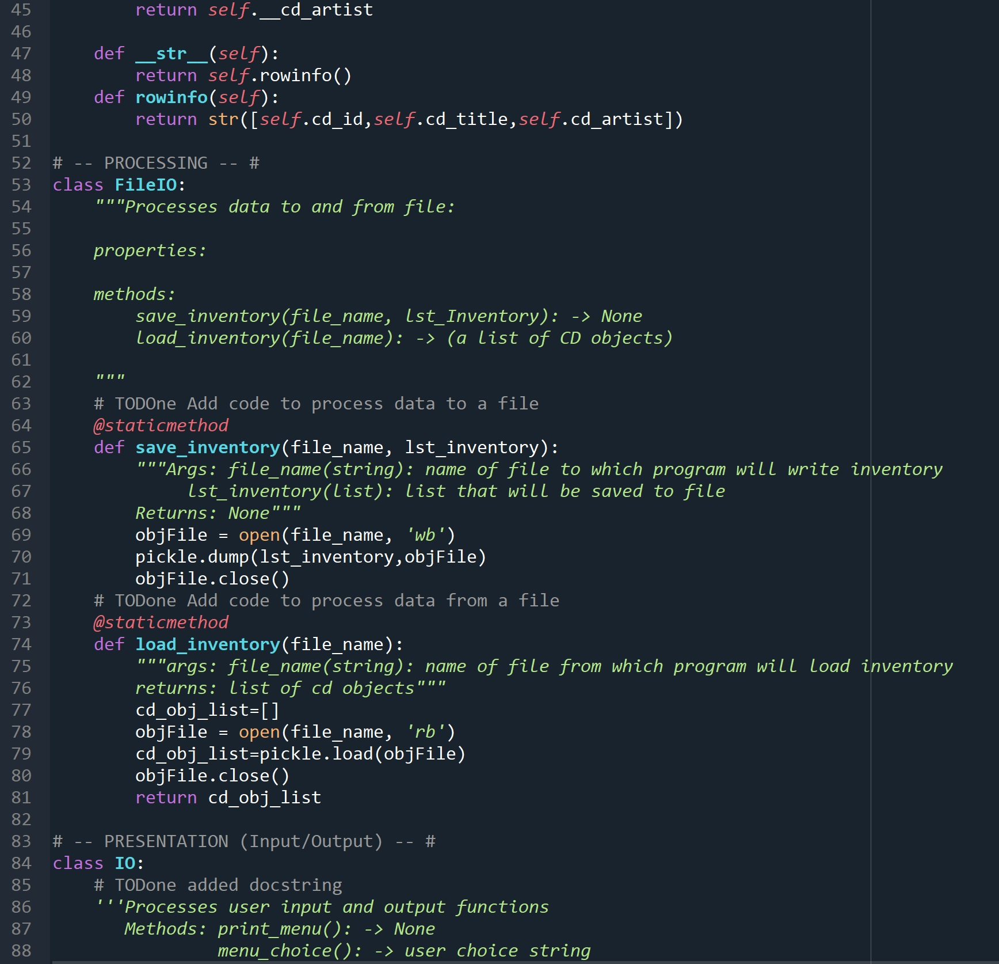 45         return self.__cd_artist
46
47     def __str__(self):
48         return self.rowinfo()
49     def rowinfo(self):
50         return str([self.cd_id,self.cd_title,self.cd_artist])
51
52 # -- PROCESSING -- #
53 class FileIO:
54     """Processes data to and from file:
55
56     properties:
57
58     methods:
59         save_inventory(file_name, lst_Inventory): -> None
60         load_inventory(file_name): -> (a list of CD objects)
61
62     """
63     # TODOne Add code to process data to a file
64     @staticmethod
65     def save_inventory(file_name, lst_inventory):
66         """Args: file_name(string): name of file to which program will write inventory
67              lst_inventory(list): list that will be saved to file
68         Returns: None"""
69         objFile = open(file_name, 'wb')
70         pickle.dump(lst_inventory,objFile)
71         objFile.close()
72     # TODone Add code to process data from a file
73     @staticmethod
74     def load_inventory(file_name):
75         """args: file_name(string): name of file from which program will load inventory
76         returns: list of cd objects"""
77         cd_obj_list=[]
78         objFile = open(file_name, 'rb')
79         cd_obj_list=pickle.load(objFile)
80         objFile.close()
81         return cd_obj_list
82
83 # -- PRESENTATION (Input/Output) -- #
84 class IO:
85     # TODone added docstring
86     '''Processes user input and output functions
87        Methods: print_menu(): -> None
88                 menu_choice(): -> user choice string